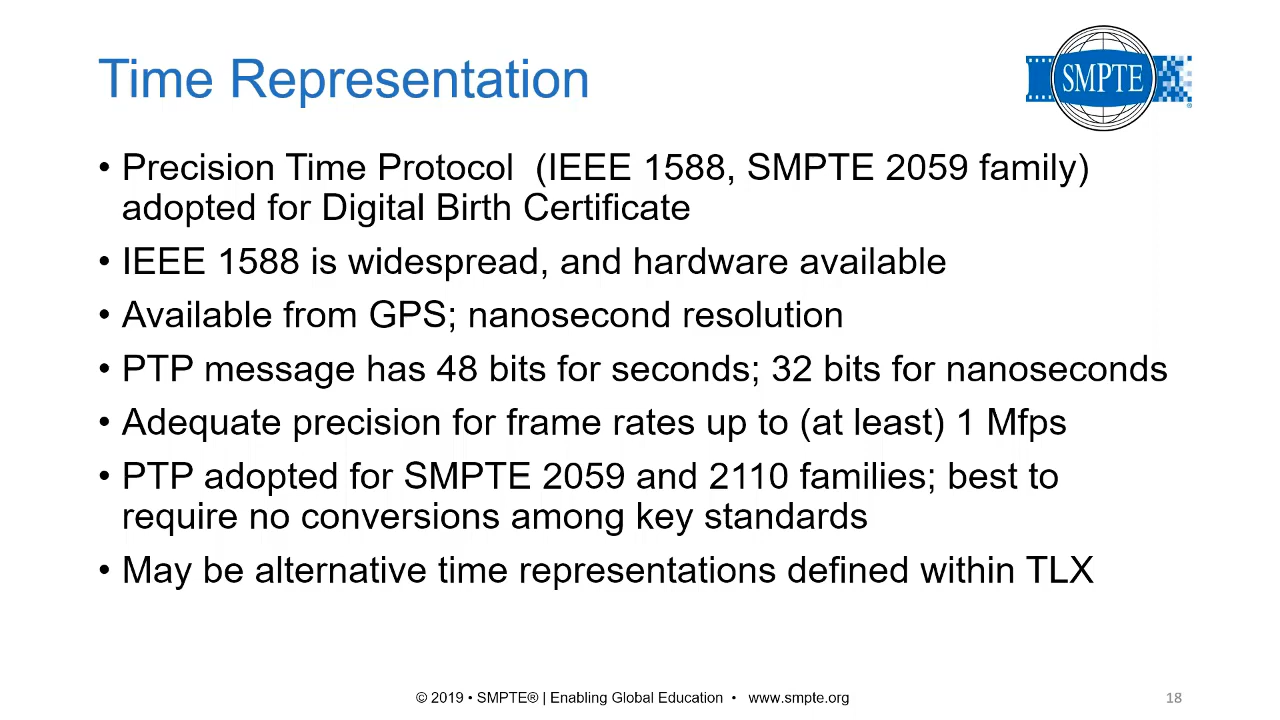 Time Representation
SMPTE
®
• Precision Time Protocol  (IEEE 1588, SMPTE 2059 family)
adopted for Digital Birth Certificate
• IEEE 1588 is widespread, and hardware available
• Available from GPS; nanosecond resolution
• PTP message has 48 bits for seconds; 32 bits for nanoseconds
• Adequate precision for frame rates up to (at least) 1 Mfps
• PTP adopted for SMPTE 2059 and 2110 families; best to
require no conversions among key standards
• May be alternative time representations defined within TLX
© 2019 • SMPTE® | Enabling Global Education • www.smpte.org
18